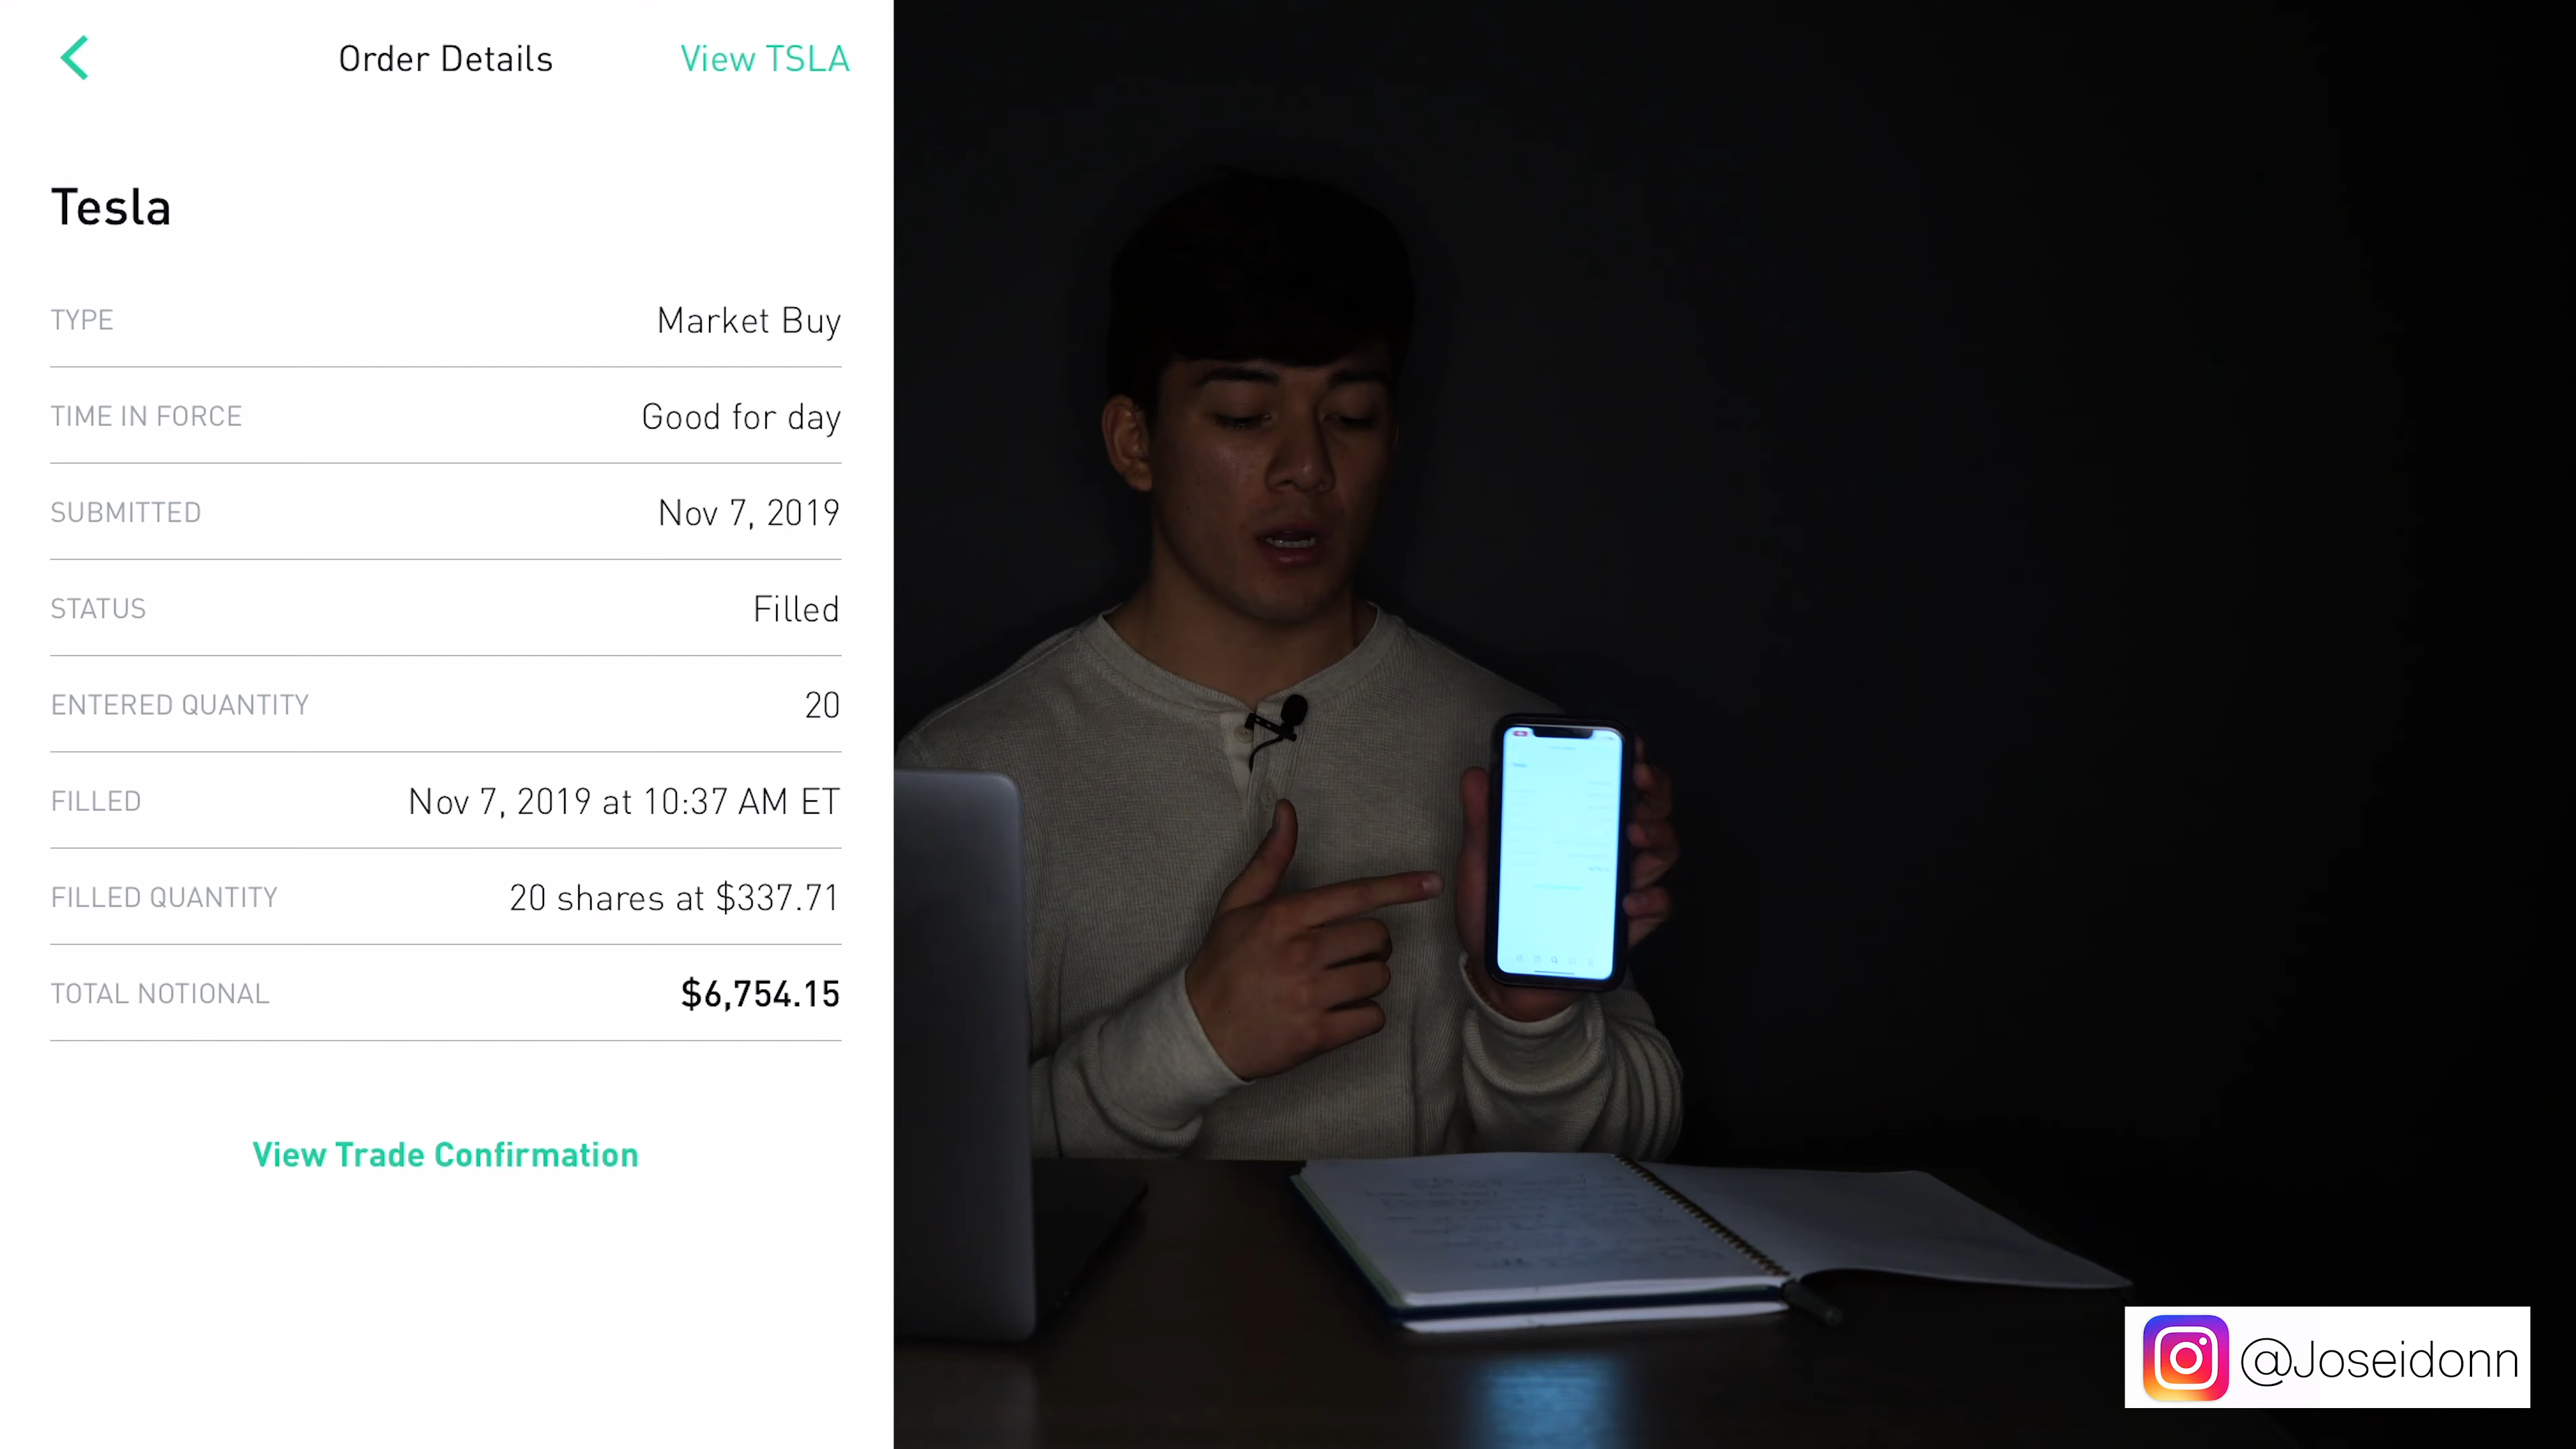 Order Details View TSLA
Tesla
TYPE Market Buy
TIME IN FORCE Good for day
SUBMITTED Nov 7, 2019
STATUS Filled
ENTERED QUANTITY 20
FILLED Nov 7, 2019 at 10:37 AM ET
FILLED QUANTITY 20 shares at $337.71
TOTAL NOTIONAL $6,754.15
View Trade Confirmation
@Joseidonn